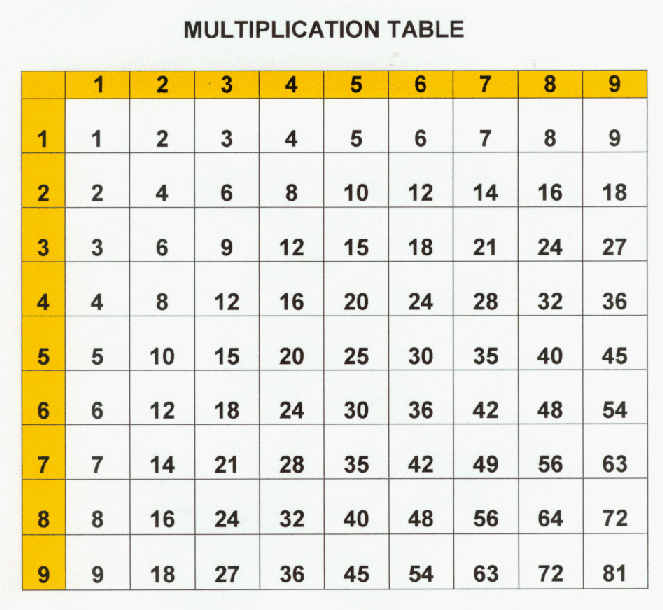 MULTIPLICATION TABLE
1 2 3 4 5 6 7 8 9
1 1 2 3 4 5 6 7 8 9
2 2 4 6 8 10 12 14 16 18
3 3 6 9 12 15 18 21 24 27
4 4 8 12 16 20 24 28 32 36
5 5 10 15 20 25 30 35 40 45
6 6 12 18 24 30 36 42 48 54
7 7 14 21 28 35 42 49 56 63
8 8 16 24 32 40 48 56 64 72
9 9 18 27 36 45 54 63 72 81